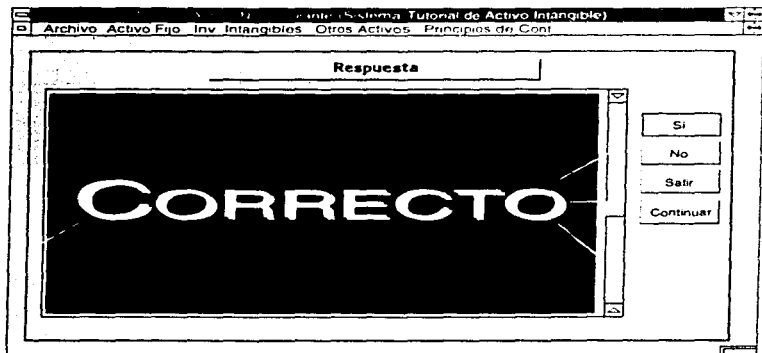 (Sistema Tutorial de Activo Intangible)
Archivo Activo Fijo Inv. Intangibles Otros Activos Principios de Cont
Respuesta
CORRECTO
Si
No
Salir
Continuar